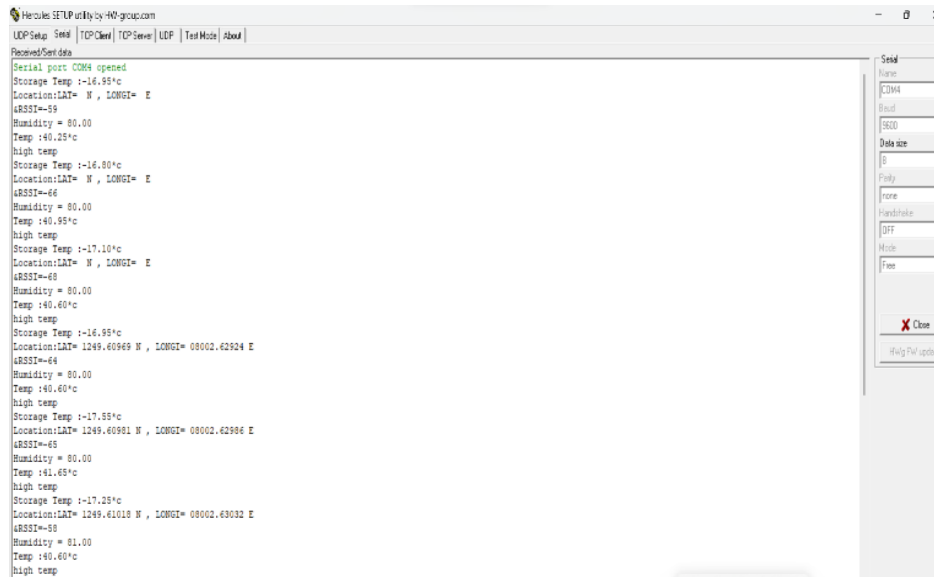 Hercules SETUP utility by HW-group.com
UDP Setup Serial TCP Client TCP Server UDP Test Mode About
Received/Sent data
Serial port COM4 opened
Storage Temp :-16.95*c
Location:LAT=  N , LONGI=  E
&RSSI=-59
Humidity = 80.00
Temp :40.25*c
high temp
Storage Temp :-16.80*c
Location:LAT=  N , LONGI=  E
&RSSI=-66
Humidity = 80.00
Temp :40.95*c
high temp
Storage Temp :-17.10*c
Location:LAT=  N , LONGI=  E
&RSSI=-68
Humidity = 80.00
Temp :40.60*c
high temp
Storage Temp :-16.95*c
Location:LAT= 1249.60969 N , LONGI= 08002.62924 E
&RSSI=-64
Humidity = 80.00
Temp :40.60*c
high temp
Storage Temp :-17.55*c
Location:LAT= 1249.60981 N , LONGI= 08002.62986 E
&RSSI=-65
Humidity = 80.00
Temp :41.65*c
high temp
Storage Temp :-17.25*c
Location:LAT= 1249.61018 N , LONGI= 08002.63032 E
&RSSI=-58
Humidity = 81.00
Temp :40.60*c
high temp
Serial
Name
COM4
Baud
9600
Data size
8
Parity
none
Handshake
OFF
Mode
Free
Close
HWg FW upda